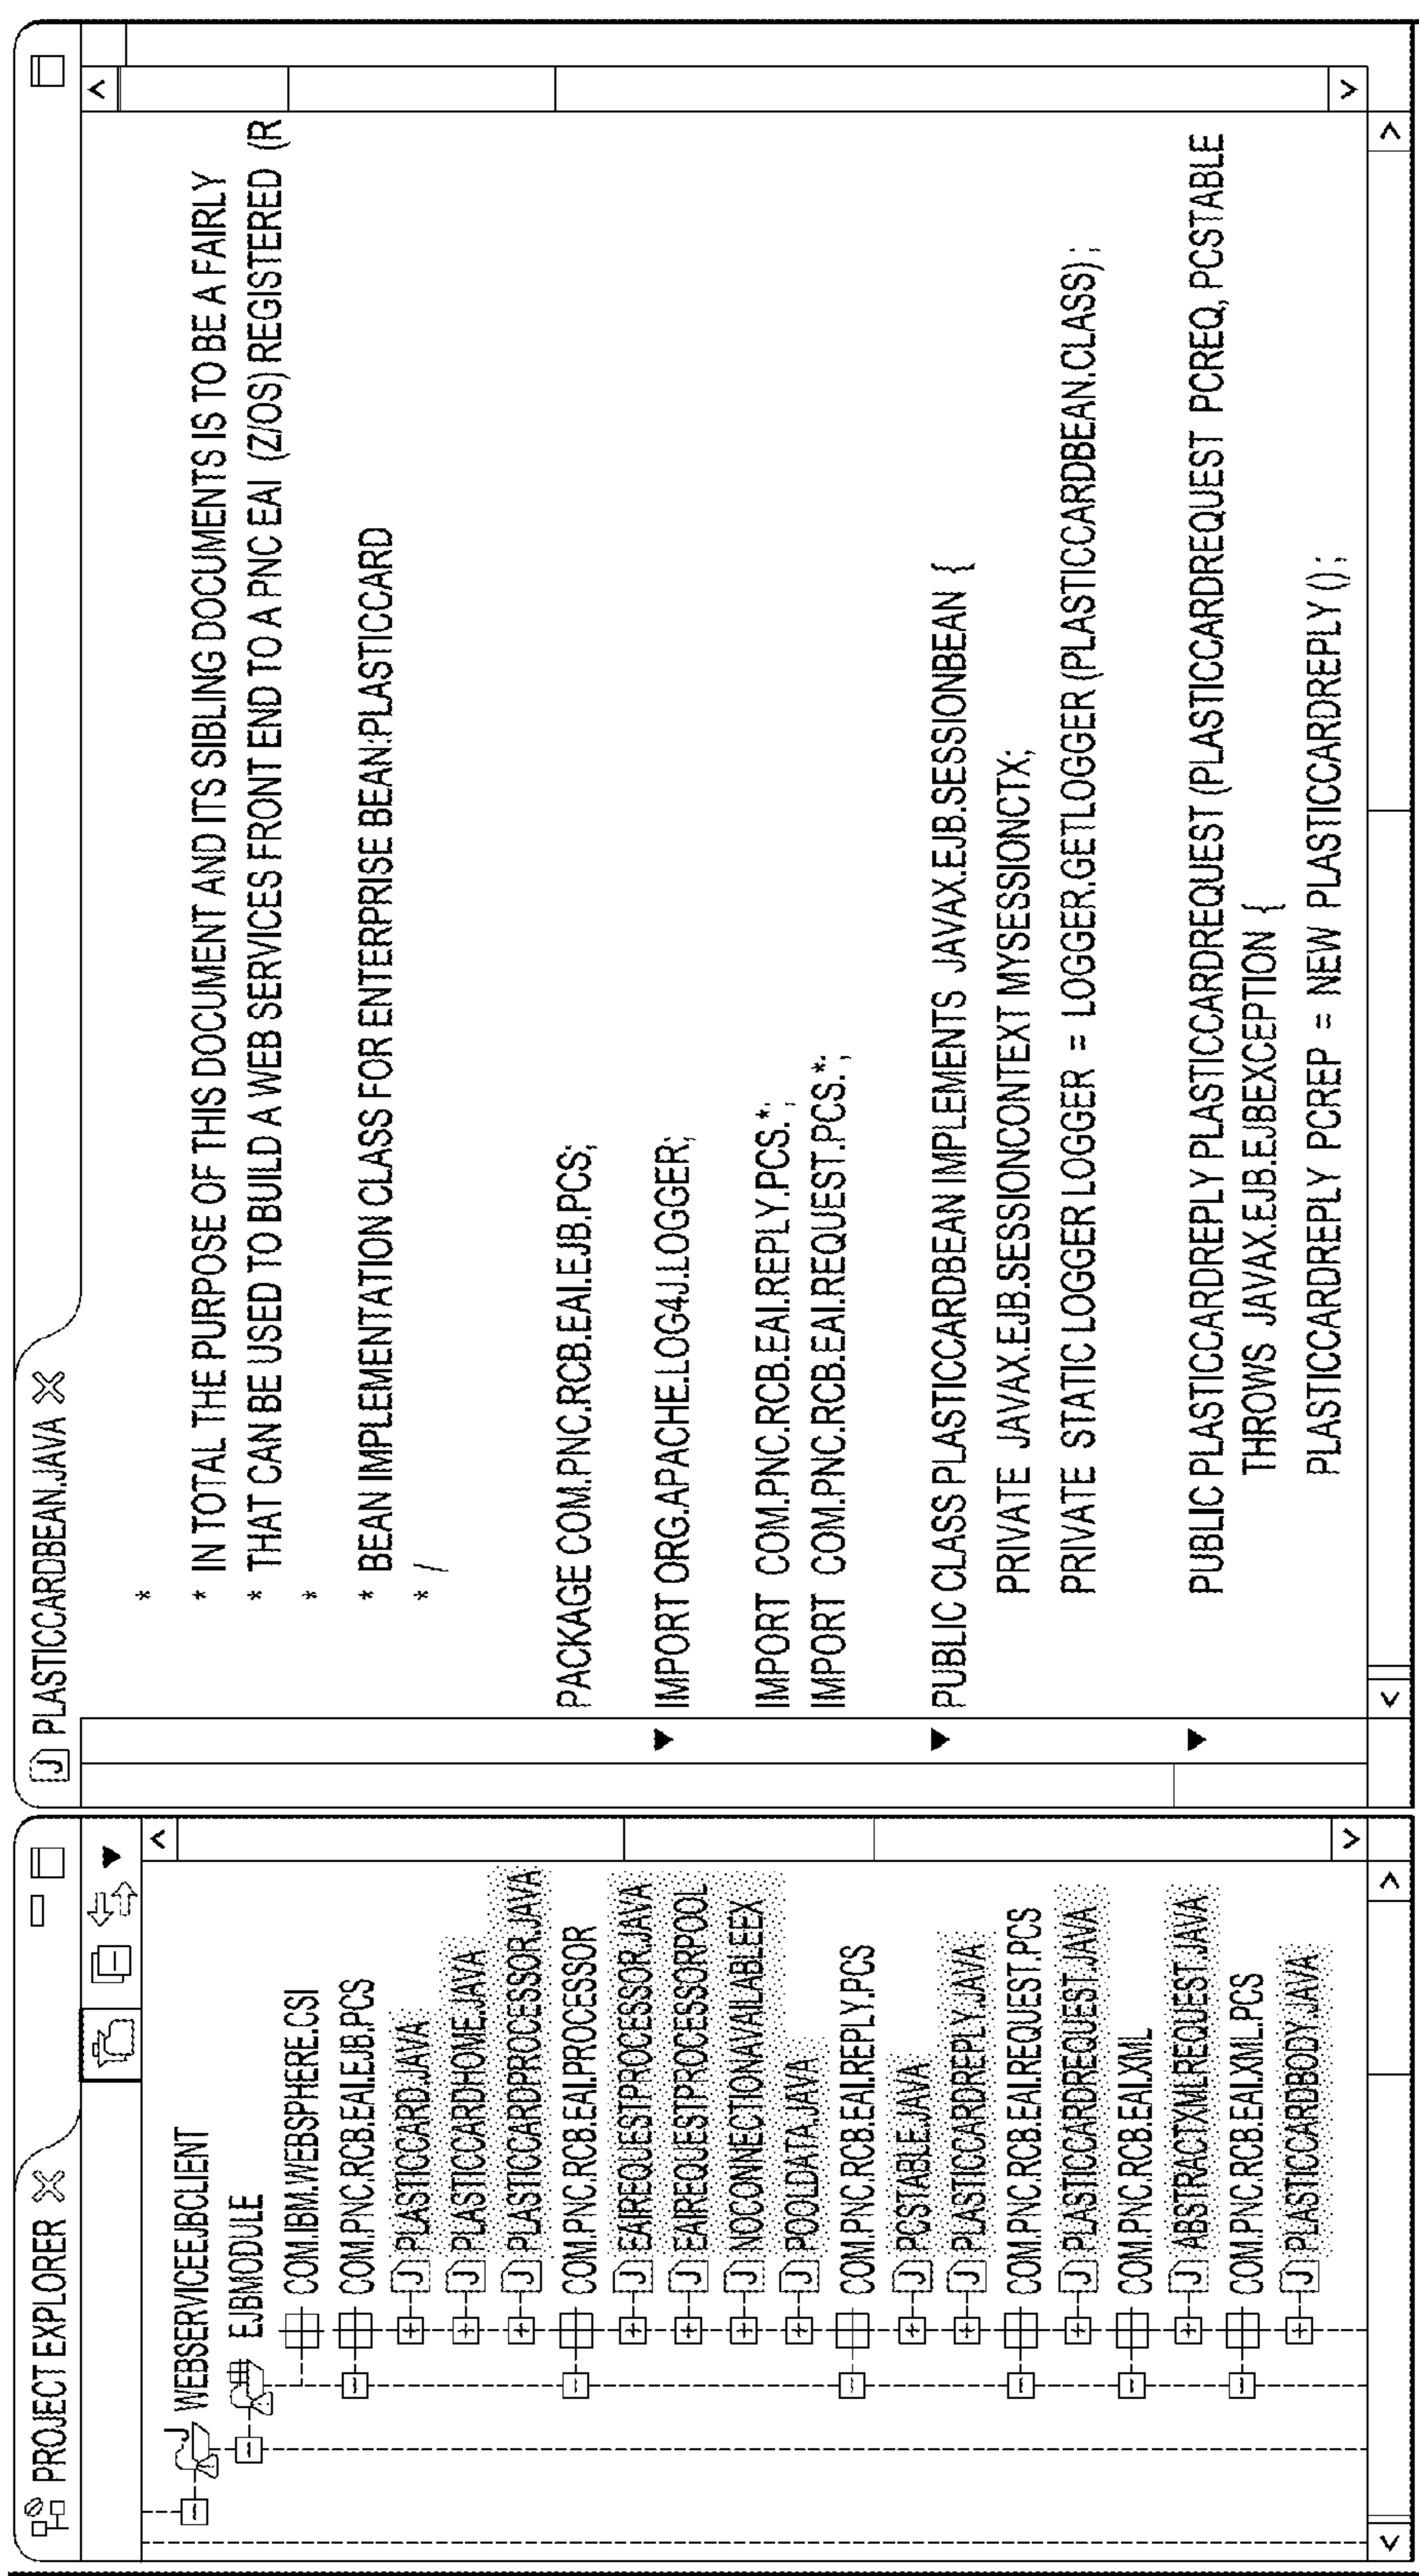 PROJECT EXPLORER
WEBSERVICEEJBCLIENT
EJBMODULE
COM.IBM.WEBSPHERE.CSI
COM.PNC.RCB.EAI.EJB.PCS
J PLASTICCARD.JAVA
J PLASTICCARDHOME.JAVA
J PLASTICCARDPROCESSOR.JAVA
COM.PNC.RCB.EAI.PROCESSOR
J EAIREQUESTPROCESSOR.JAVA
J EAIREQUESTPROCESSORPOOL
J NOCONNECTIONAVAILABLEEX
J POOLDATA.JAVA
COM.PNC.RCB.EAI.REPLY.PCS
J PCSTABLE.JAVA
J PLASTICCARDREPLY.JAVA
COM.PNC.RCB.EAI.REQUEST.PCS
J PLASTICCARDREQUEST.JAVA
COM.PNC.RCB.EAI.XML
J ABSTRACTXMLREQUEST.JAVA
COM.PNC.RCB.EAI.XML.PCS
J PLASTICCARDBODY.JAVA
J PLASTICCARDBEAN.JAVA
*
* IN TOTAL THE PURPOSE OF THIS DOCUMENT AND ITS SIBLING DOCUMENTS IS TO BE A FAIRLY
* THAT CAN BE USED TO BUILD A WEB SERVICES FRONT END TO A PNC EAI (Z/OS) REGISTERED (R
*
* BEAN IMPLEMENTATION CLASS FOR ENTERPRISE BEAN:PLASTICCARD
* /
PACKAGE COM.PNC.RCB.EAI.EJB.PCS;
IMPORT ORG.APACHE.LOG4J.LOGGER;
IMPORT COM.PNC.RCB.EAI.REPLY.PCS.*;
IMPORT COM.PNC.RCB.EAI.REQUEST.PCS.*;
PUBLIC CLASS PLASTICCARDBEAN IMPLEMENTS JAVAX.EJB.SESSIONBEAN {
PRIVATE JAVAX.EJB.SESSIONCONTEXT MYSESSIONCTX;
PRIVATE STATIC LOGGER LOGGER = LOGGER.GETLOGGER (PLASTICCARDBEAN.CLASS) ;
PUBLIC PLASTICCARDREPLY PLASTICCARDREQUEST (PLASTICCARDREQUEST PCREQ, PCSTABLE
THROWS JAVAX.EJB.EJBEXCEPTION {
PLASTICCARDREPLY PCREP = NEW PLASTICCARDREPLY () ;